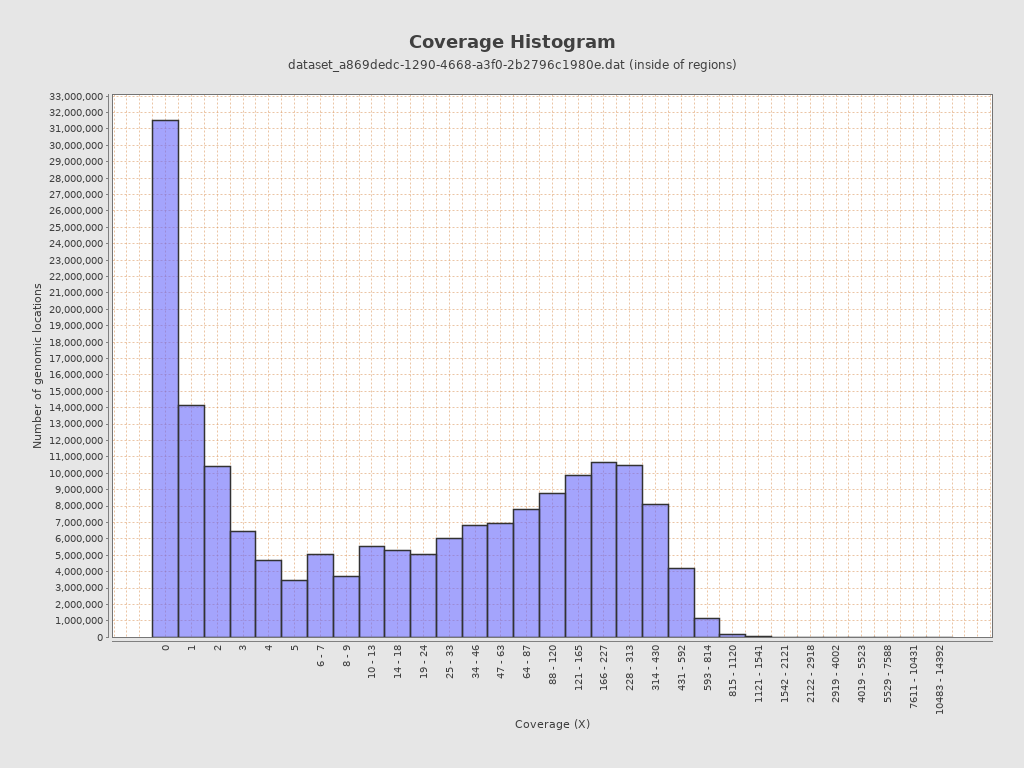 Coverage Histogram
dataset_a869dedc-1290-4668-a3f0-2b2796c1980e.dat (inside of regions)
33,000,000
32,000,000
31,000,000
30,000,000
29,000,000
28,000,000
27,000,000
26,000,000
25,000,000
24,000,000
23,000,000
22,000,000
21,000,000
20,000,000
19,000,000
18,000,000
17,000,000
16,000,000
15,000,000
14,000,000
13,000,000
12,000,000
11,000,000
10,000,000
9,000,000
8,000,000
7,000,000
6,000,000
5,000,000
4,000,000
3,000,000
2,000,000
1,000,000
0
Number of genomic locations
0
1
2
3
4
5
6 - 7
8 - 9
10 - 13
14 - 18
19 - 24
25 - 33
34 - 46
47 - 63
64 - 87
88 - 120
121 - 165
166 - 227
228 - 313
314 - 430
431 - 592
593 - 814
815 - 1120
1121 - 1541
1542 - 2121
2122 - 2918
2919 - 4002
4019 - 5523
5529 - 7588
7611 - 10431
10483 - 14392
Coverage (X)